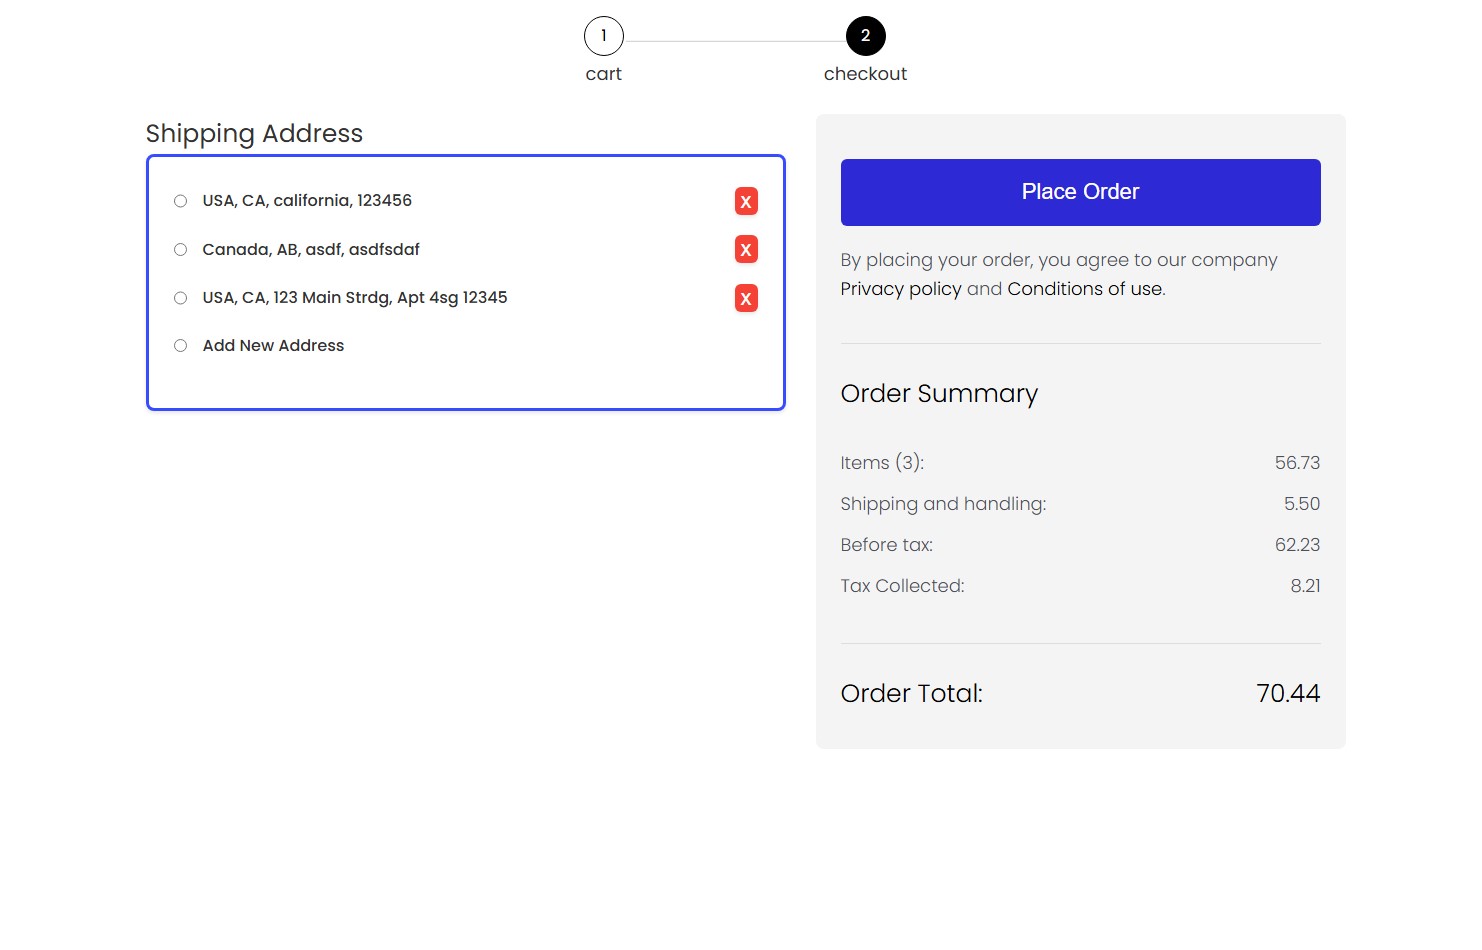 1
2
cart
checkout
Shipping Address
USA, CA, california, 123456
X
Canada, AB, asdf, asdfsdaf
X
USA, CA, 123 Main Strdg, Apt 4sg 12345
X
Add New Address
Place Order
By placing your order, you agree to our company
Privacy policy and Conditions of use.
Order Summary
Items (3): 56.73
Shipping and handling: 5.50
Before tax: 62.23
Tax Collected: 8.21
Order Total: 70.44